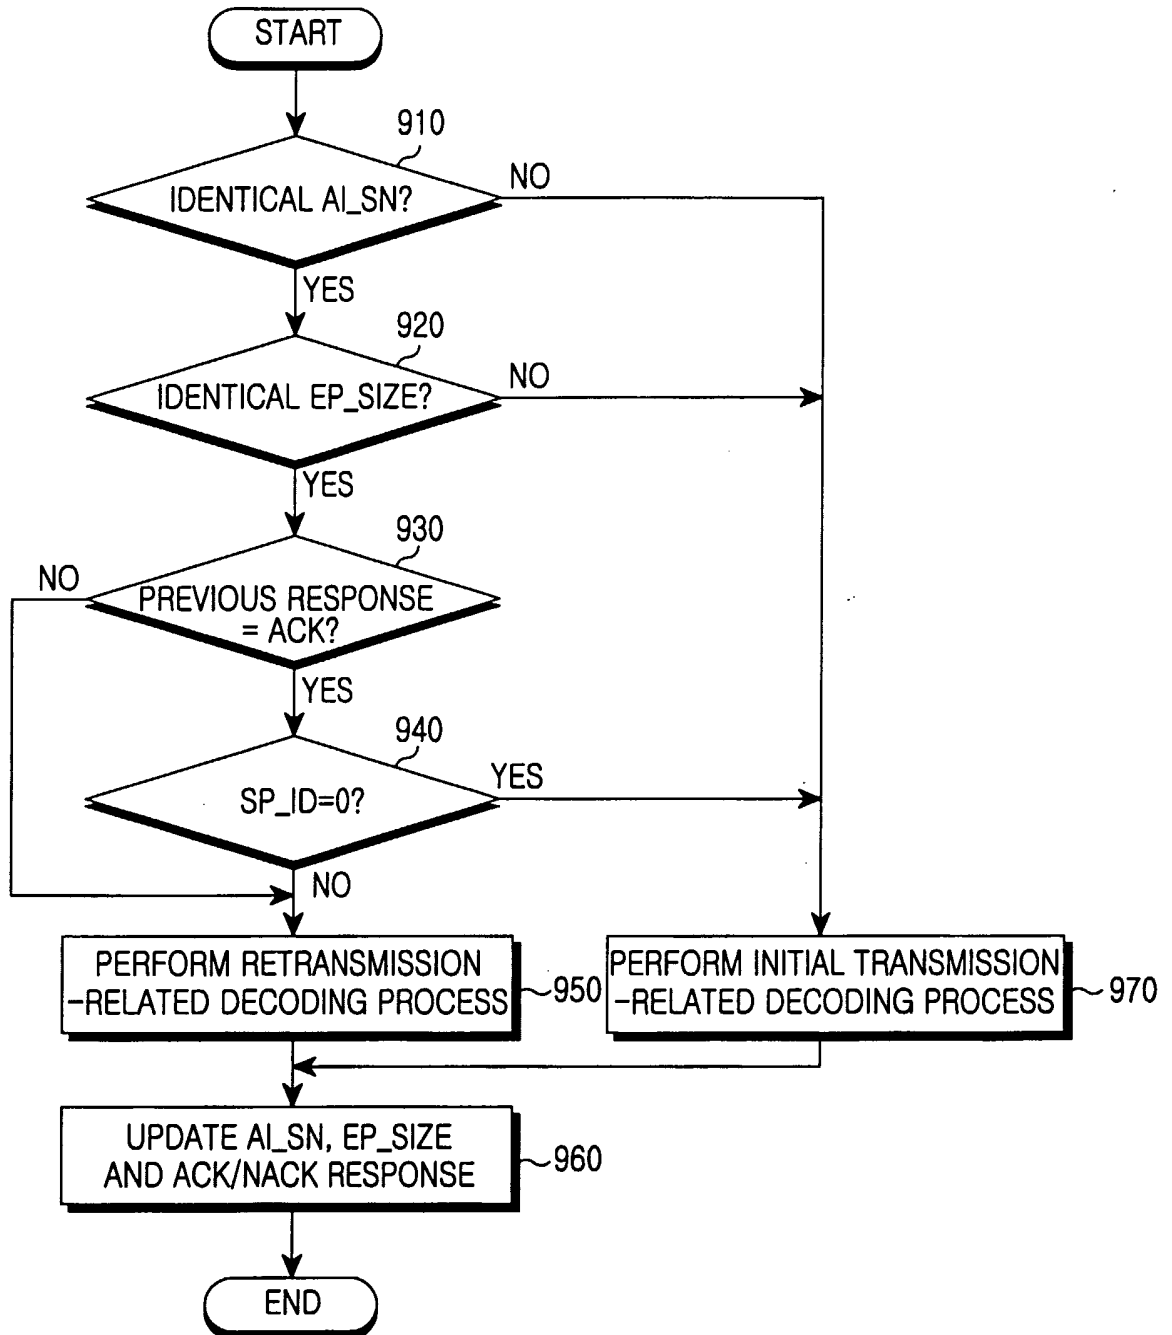 START
910
IDENTICAL AI_SN?
NO
YES
920
IDENTICAL EP_SIZE?
NO
YES
930
NO
PREVIOUS RESPONSE
= ACK?
YES
940
SP_ID=0?
YES
NO
PERFORM RETRANSMISSION
-RELATED DECODING PROCESS
950
PERFORM INITIAL TRANSMISSION
-RELATED DECODING PROCESS
970
UPDATE AI_SN, EP_SIZE
AND ACK/NACK RESPONSE
960
END